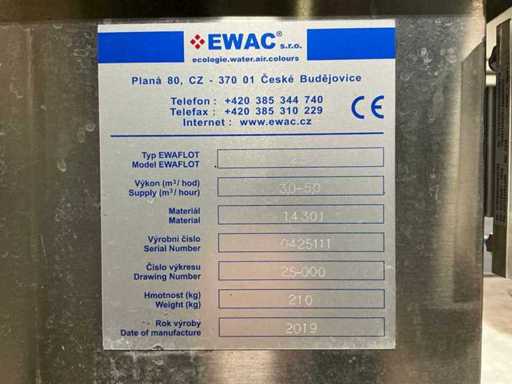 EWAC s.r.o.
ecologie.water.air.colours
Planá 80, CZ - 370 01 České Budějovice
Telefon : +420 385 344 740
Telefax : +420 385 310 229
Internet : www.ewac.cz
CE
Typ EWAFLOT
Model EWAFLOT
Výkon (m³/ hod) 30-50
Supply (m³/ hour)
Materiál 14.301
Material
Výrobní číslo 0425111
Serial Number
Číslo výkresu 25-000
Drawing Number
Hmotnost (kg) 210
Weight (kg)
Rok výroby 2019
Date of manufacture